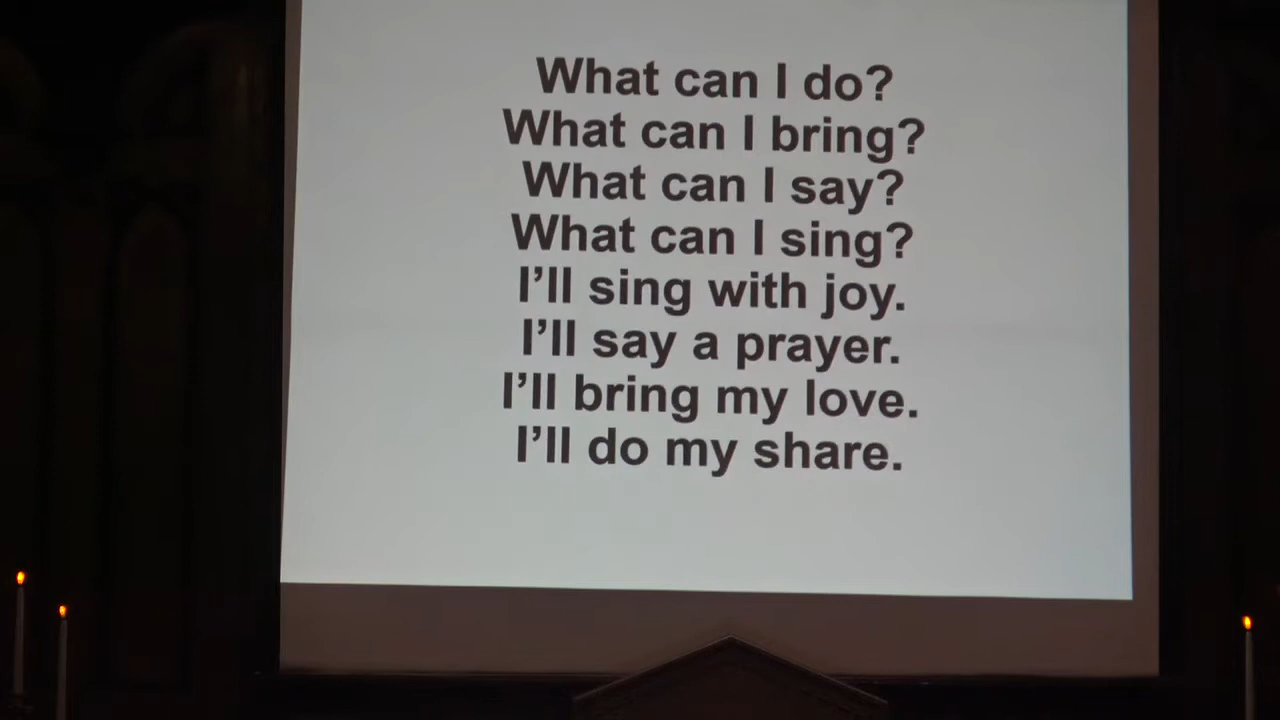 What can I do?
What can I bring?
What can I say?
What can I sing?
I’ll sing with joy.
I’ll say a prayer.
I’ll bring my love.
I’ll do my share.